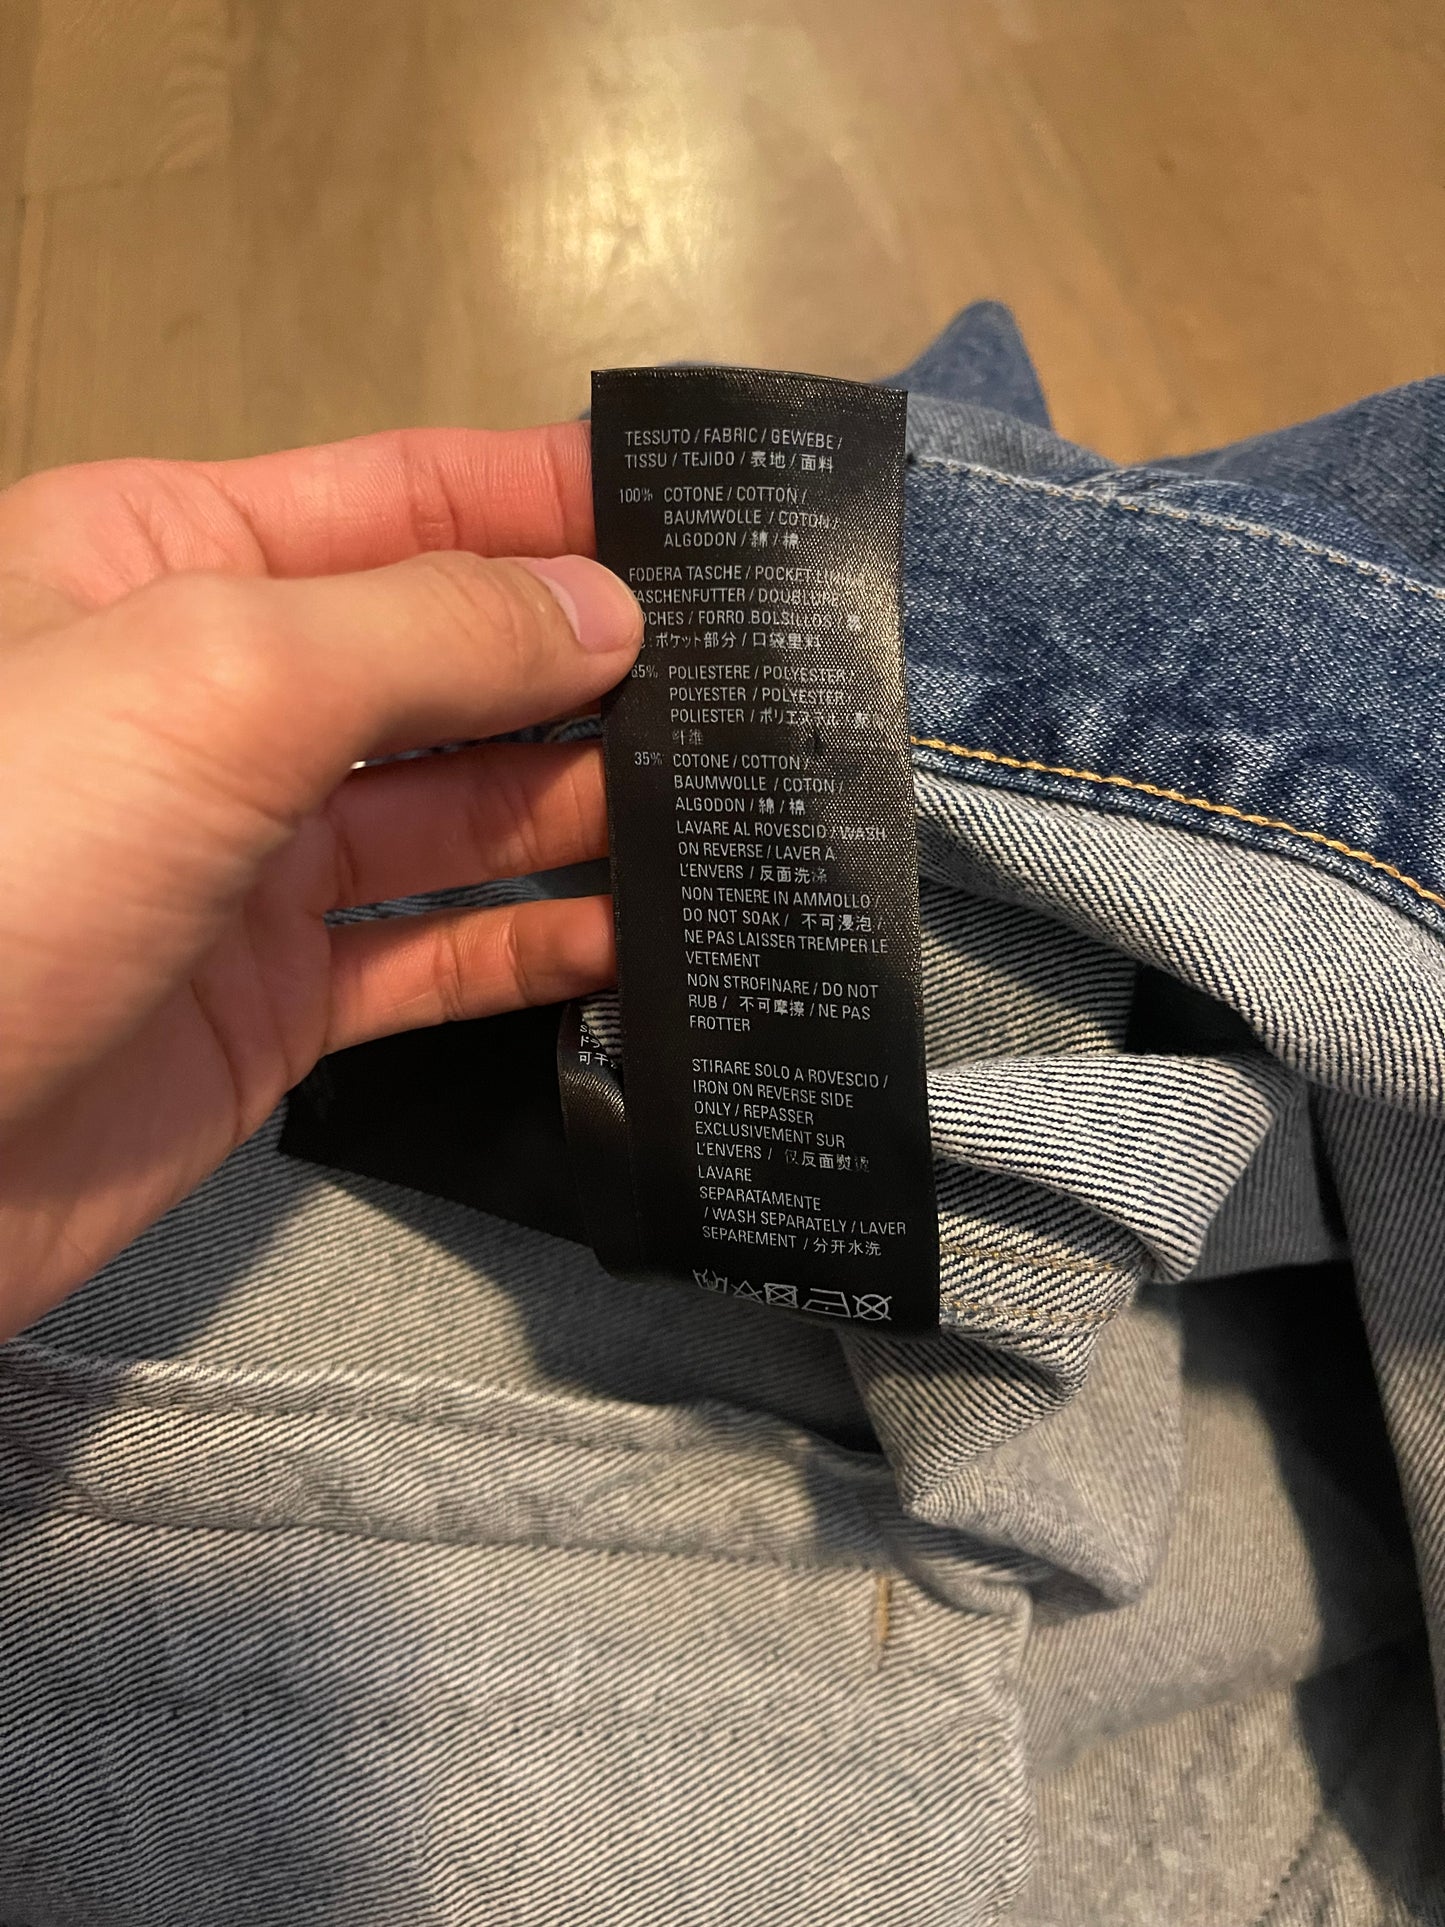 TESSUTO / FABRIC / GEWEBE /
TISSU / TEJIDO / 表地 / 面料
100% COTONE / COTTON /
BAUMWOLLE / COTON /
ALGODON / 綿 / 棉
FODERA TASCHE / POCKET LINING
TASCHENFUTTER / DOUBLURE
OCHES / FORRO BOLSILLOS /
: ポケット部分 / 口袋里料
65% POLIESTERE / POLYESTER /
POLYESTER / POLYESTER /
POLIESTER / ポリエステル /
纤维
35% COTONE / COTTON /
BAUMWOLLE / COTON /
ALGODON / 綿 / 棉
LAVARE AL ROVESCIO / WASH
ON REVERSE / LAVER A
L'ENVERS / 反面洗涤
NON TENERE IN AMMOLLO /
DO NOT SOAK / 不可浸泡 /
NE PAS LAISSER TREMPER LE
VETEMENT
NON STROFINARE / DO NOT
RUB / 不可摩擦 / NE PAS
FROTTER
STIRARE SOLO A ROVESCIO /
IRON ON REVERSE SIDE
ONLY / REPASSER
EXCLUSIVEMENT SUR
L'ENVERS / 仅反面熨烫
LAVARE
SEPARATAMENTE
/ WASH SEPARATELY / LAVER
SEPAREMENT / 分开水洗